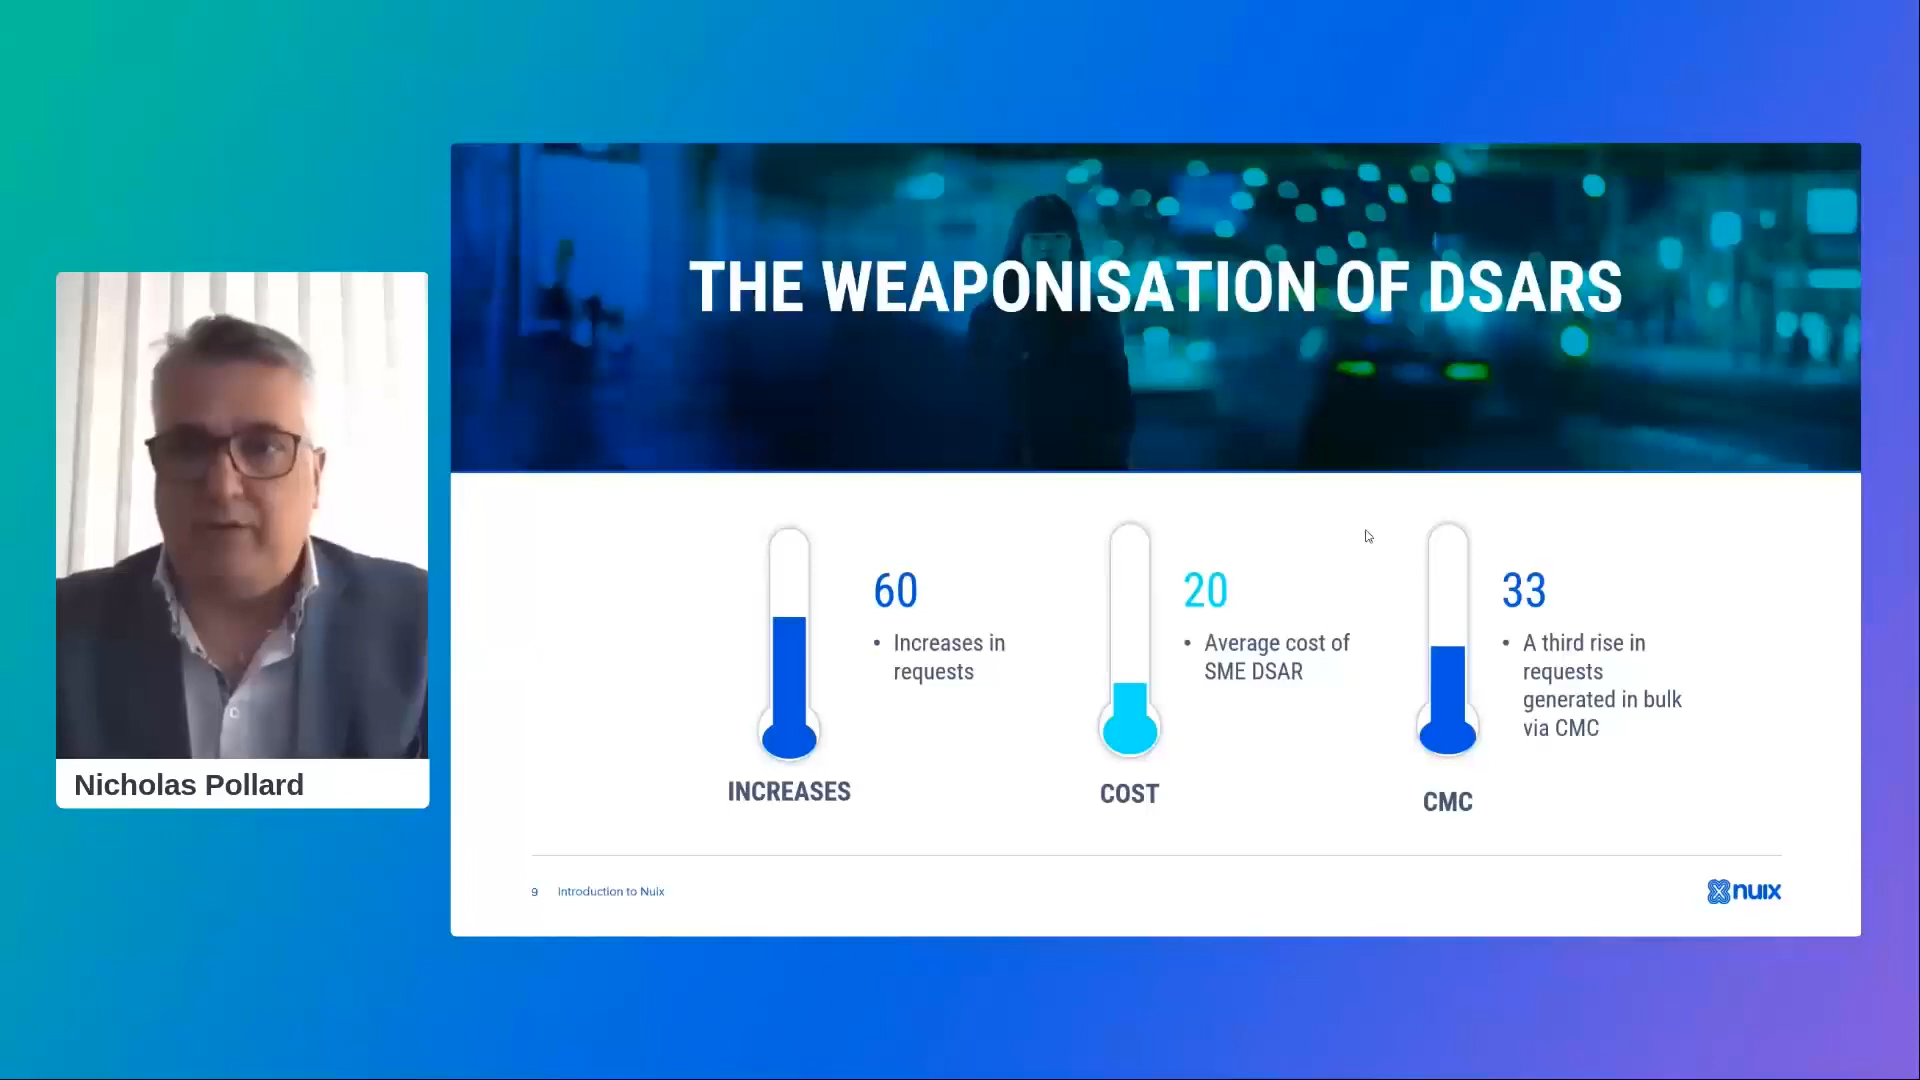 THE WEAPONISATION OF DSARS
Nicholas Pollard
60
• Increases in
requests
INCREASES
20
• Average cost of
SME DSAR
COST
33
• A third rise in
requests
generated in bulk
via CMC
CMC
9 Introduction to Nuix
nuix